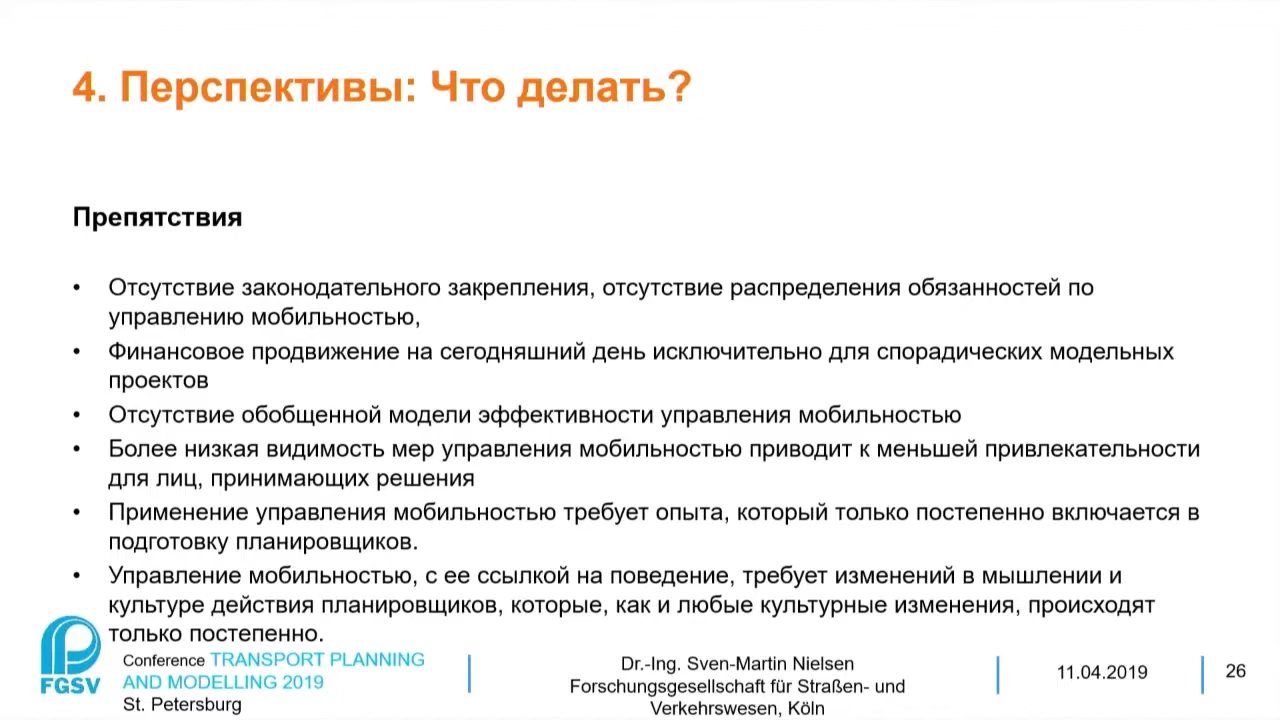 4. Перспективы: Что делать?
Препятствия
• Отсутствие законодательного закрепления, отсутствие распределения обязанностей по
управлению мобильностью,
• Финансовое продвижение на сегодняшний день исключительно для спорадических модельных
проектов
• Отсутствие обобщенной модели эффективности управления мобильностью
• Более низкая видимость мер управления мобильностью приводит к меньшей привлекательности
для лиц, принимающих решения
• Применение управления мобильностью требует опыта, который только постепенно включается в
подготовку планировщиков.
• Управление мобильностью, с ее ссылкой на поведение, требует изменений в мышлении и
культуре действия планировщиков, которые, как и любые культурные изменения, происходят
только постепенно.
FGSV
Conference TRANSPORT PLANNING
AND MODELLING 2019
St. Petersburg
Dr.-Ing. Sven-Martin Nielsen
Forschungsgesellschaft für Straßen- und
Verkehrswesen, Köln
11.04.2019
26